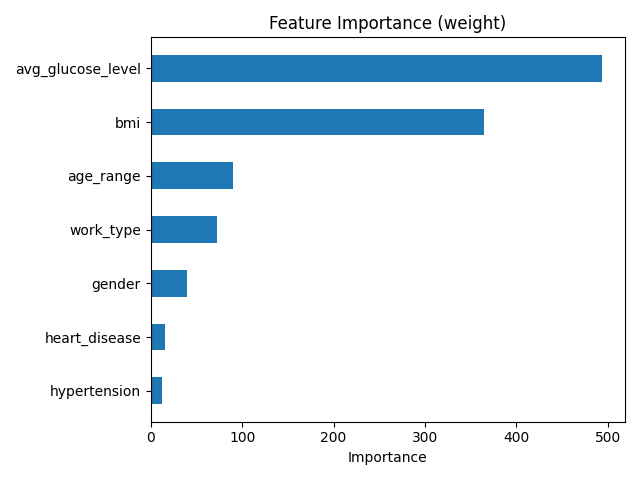 Feature Importance (weight)
avg_glucose_level
bmi
age_range
work_type
gender
heart_disease
hypertension
0 100 200 300 400 500
Importance